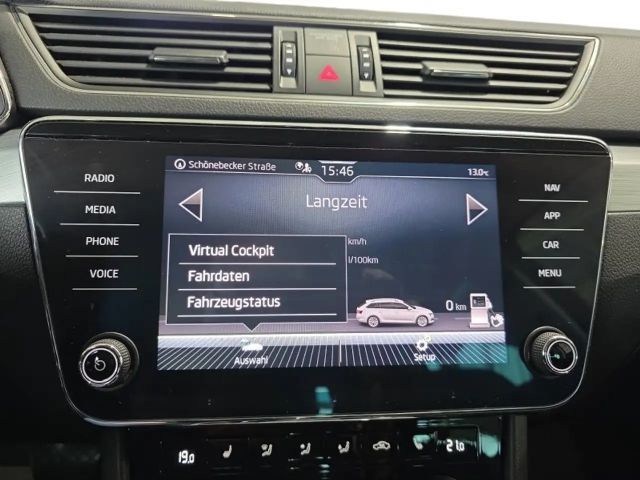 Schönebecker Straße 15:46 13.0°C
RADIO
MEDIA
PHONE
VOICE
Langzeit
km/h
l/100km
Virtual Cockpit
Fahrdaten
Fahrzeugstatus
0 km
Auswahl Setup
NAV
APP
CAR
MENU
19.0 21.0